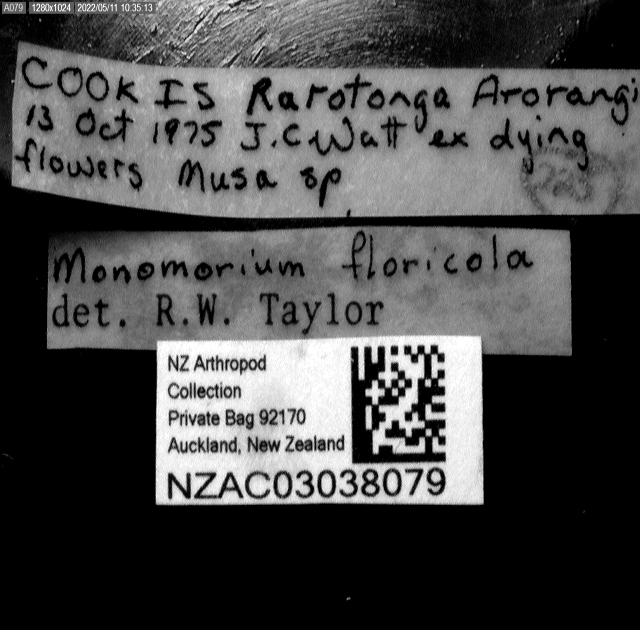 A079 1280x1024 2022/05/11 10:35:13
COOK IS Rarotonga Arorangi
13 Oct 1975 J.C.Watt ex dying
flowers Musa sp
Monomorium floricola
det. R.W. Taylor
NZ Arthropod
Collection
Private Bag 92170
Auckland, New Zealand
NZAC03038079